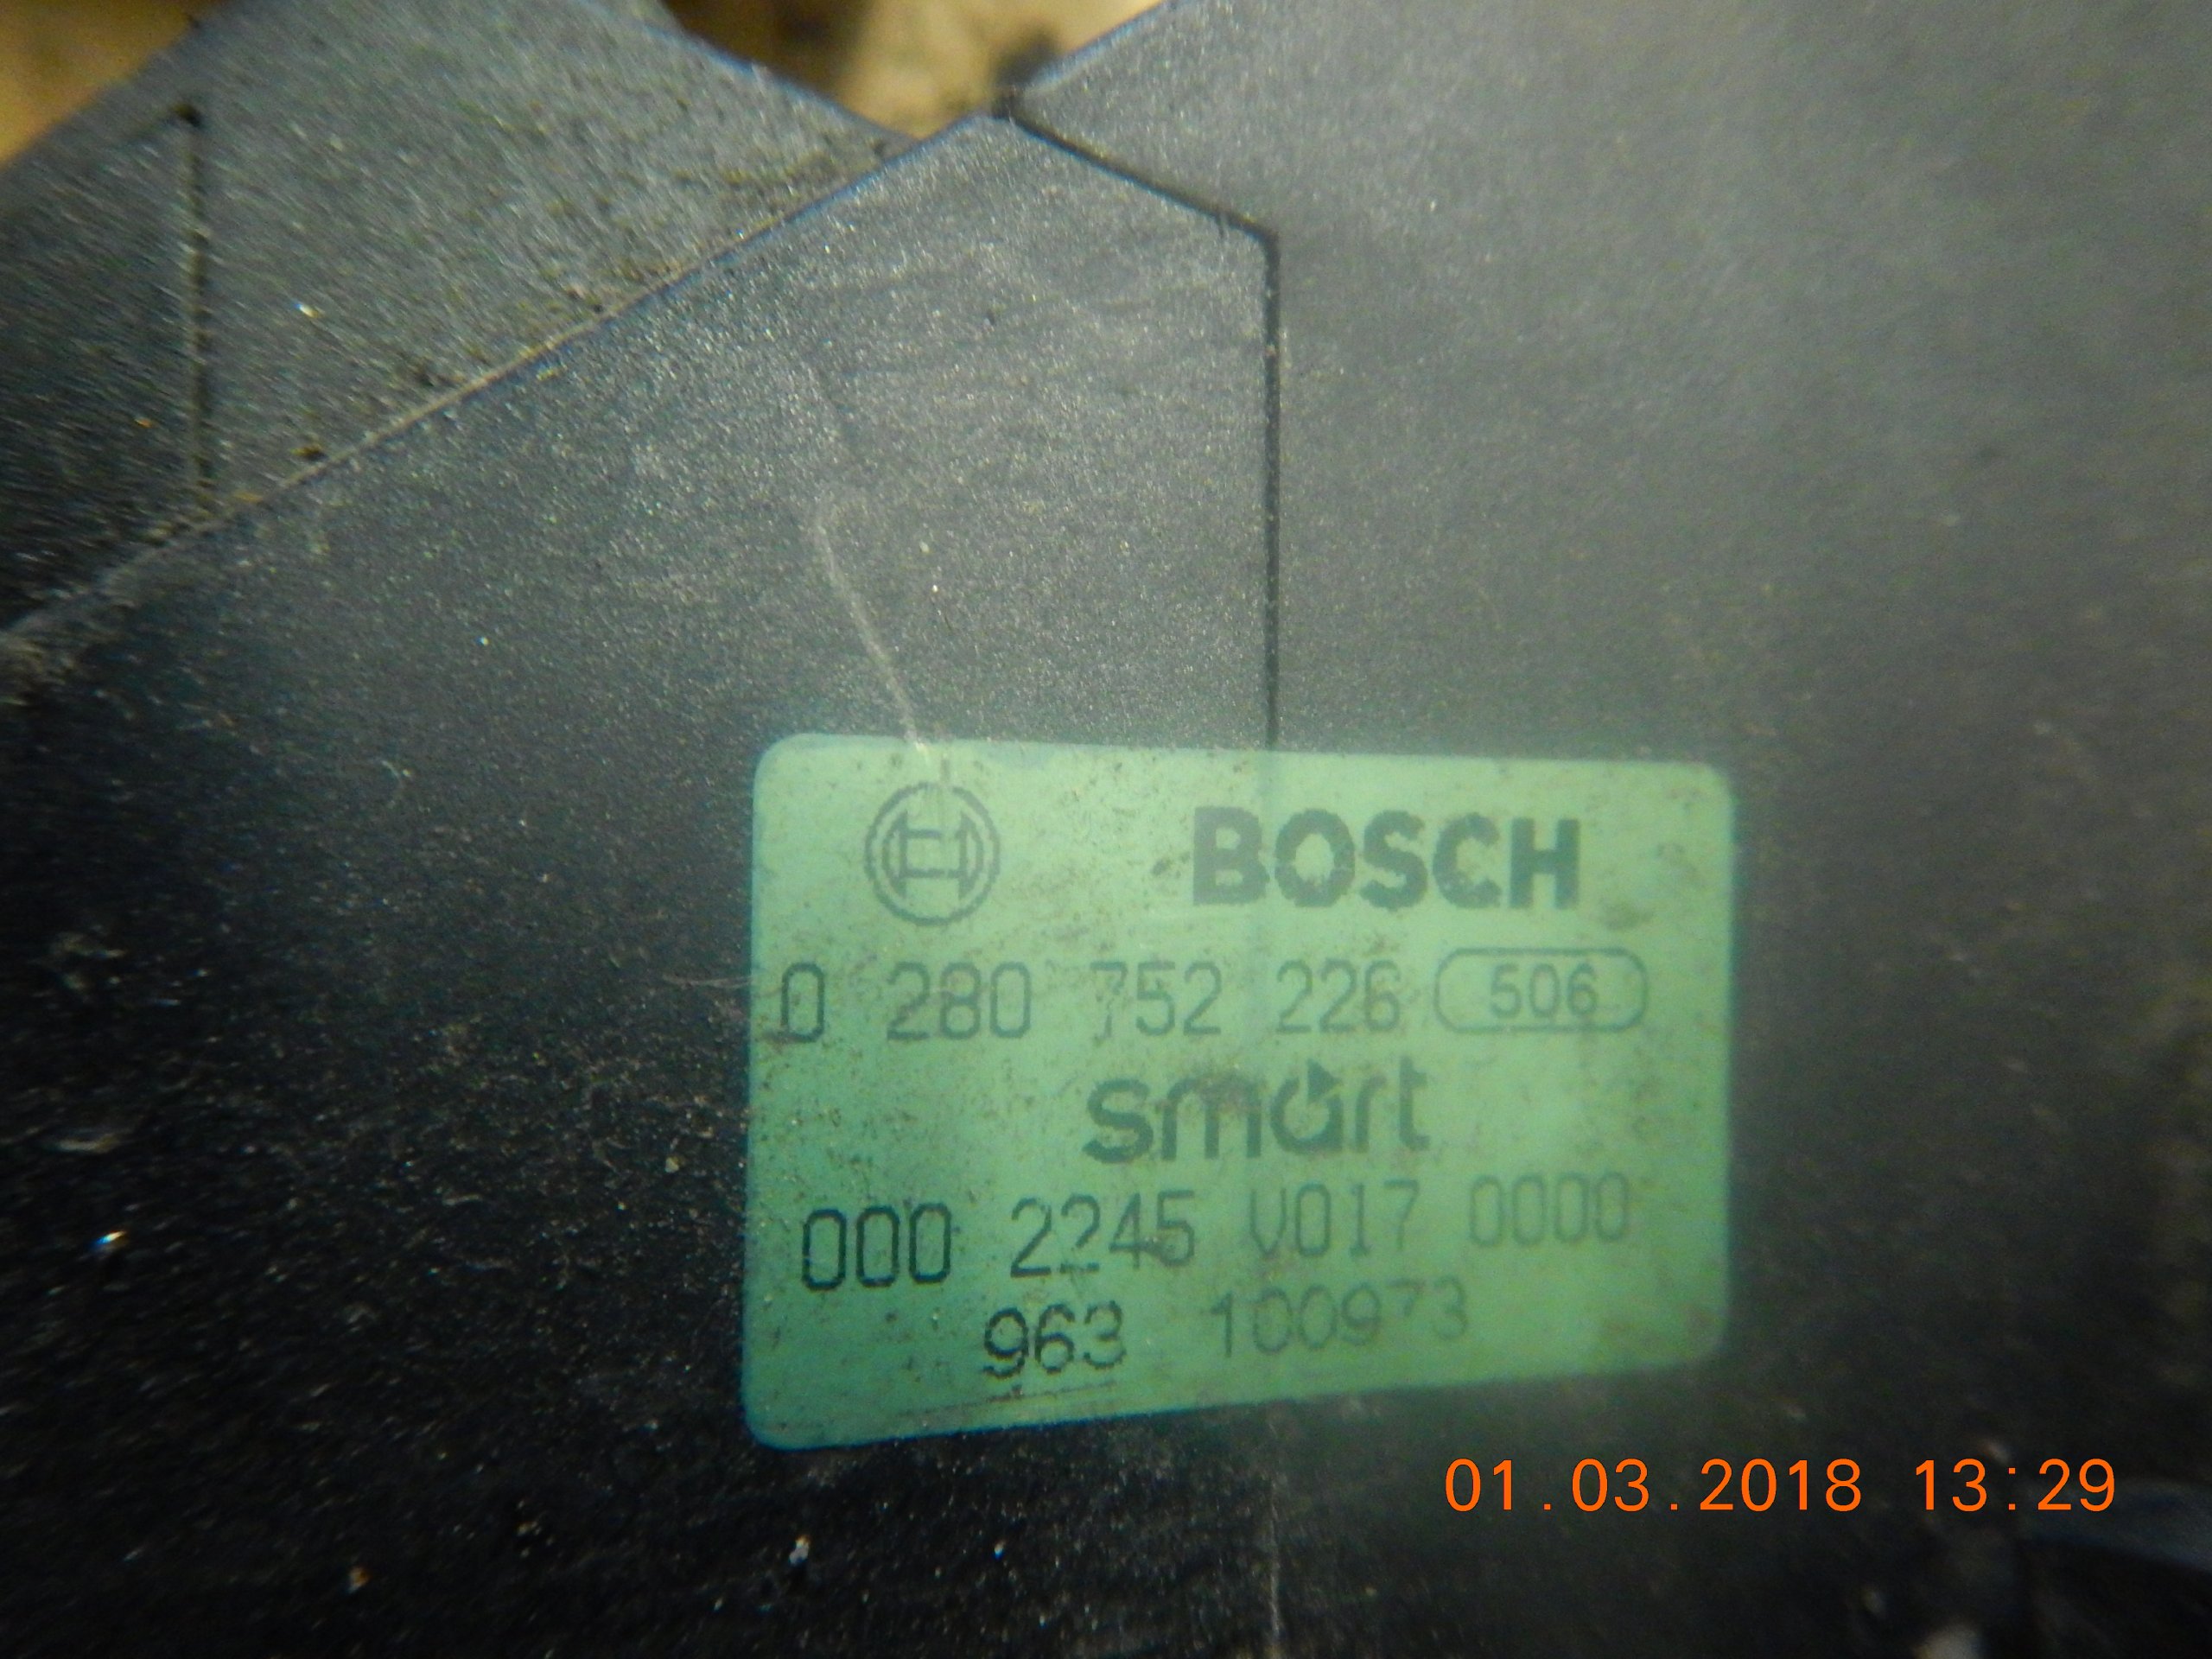 BOSCH
0 280 752 226 506
smart
000 2245 V017 0000
963 100973
01.03.2018 13:29